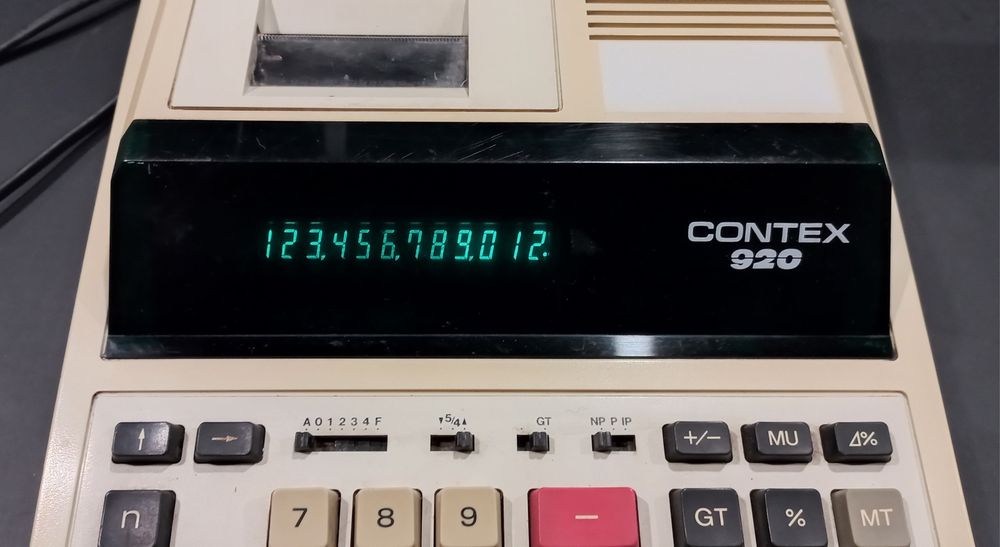 123,456,789,012.
CONTEX
920
A 0 1 2 3 4 F
▼5/4▲
GT
NP P IP
↑
→
+/−
MU
Δ%
n
7
8
9
−
GT
%
MT